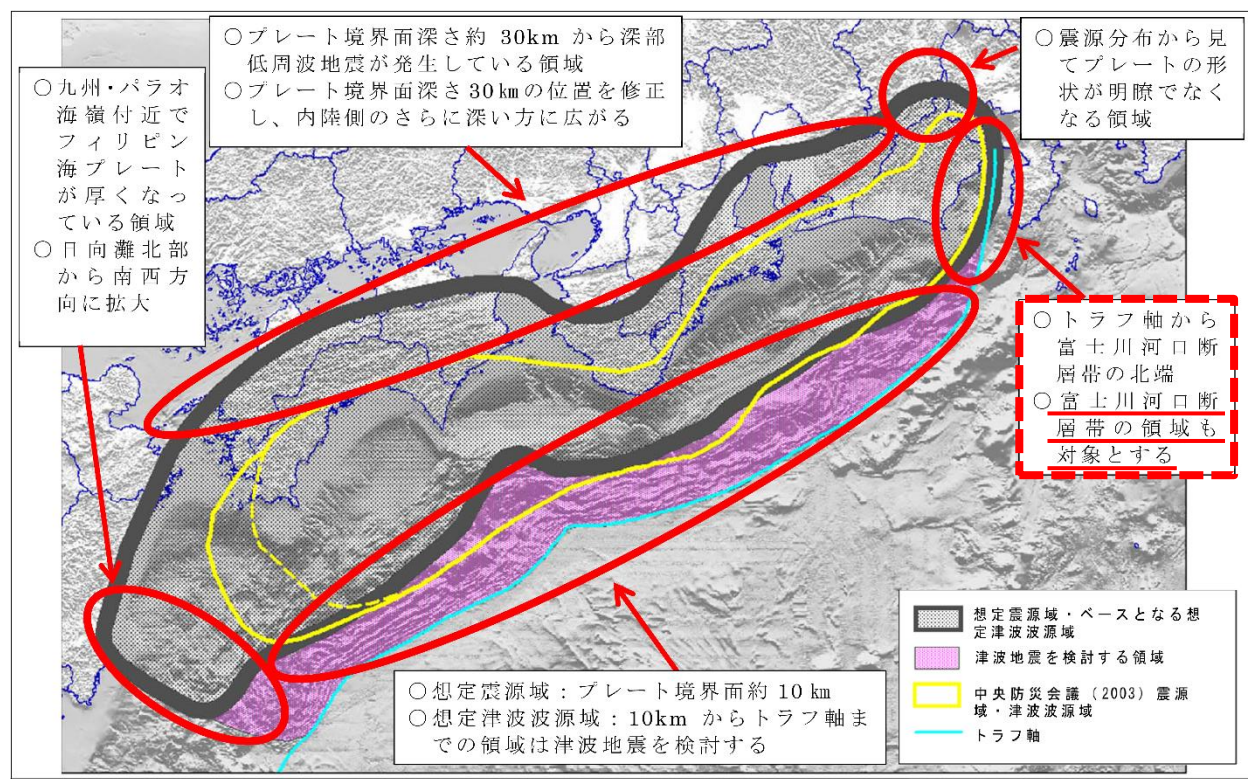 ○プレート境界面深さ約 30km から深部
低周波地震が発生している領域
○プレート境界面深さ30㎞の位置を修正
し、内陸側のさらに深い方に広がる
○震源分布から見
てプレートの形
状が明瞭でなく
なる領域
○九州・パラオ
海嶺付近で
フィリピン
海プレート
が厚くなっ
ている領域
○日向灘北部
から南西方
向に拡大
○トラフ軸から
富士川河口断
層帯の北端
○富士川河口断
層帯の領域も
対象とする
○想定震源域：プレート境界面約 10㎞
○想定津波波源域：10km からトラフ軸ま
での領域は津波地震を検討する
想定震源域・ベースとなる想
定津波波源域
津波地震を検討する領域
中央防災会議（2003）震源
域・津波波源域
トラフ軸